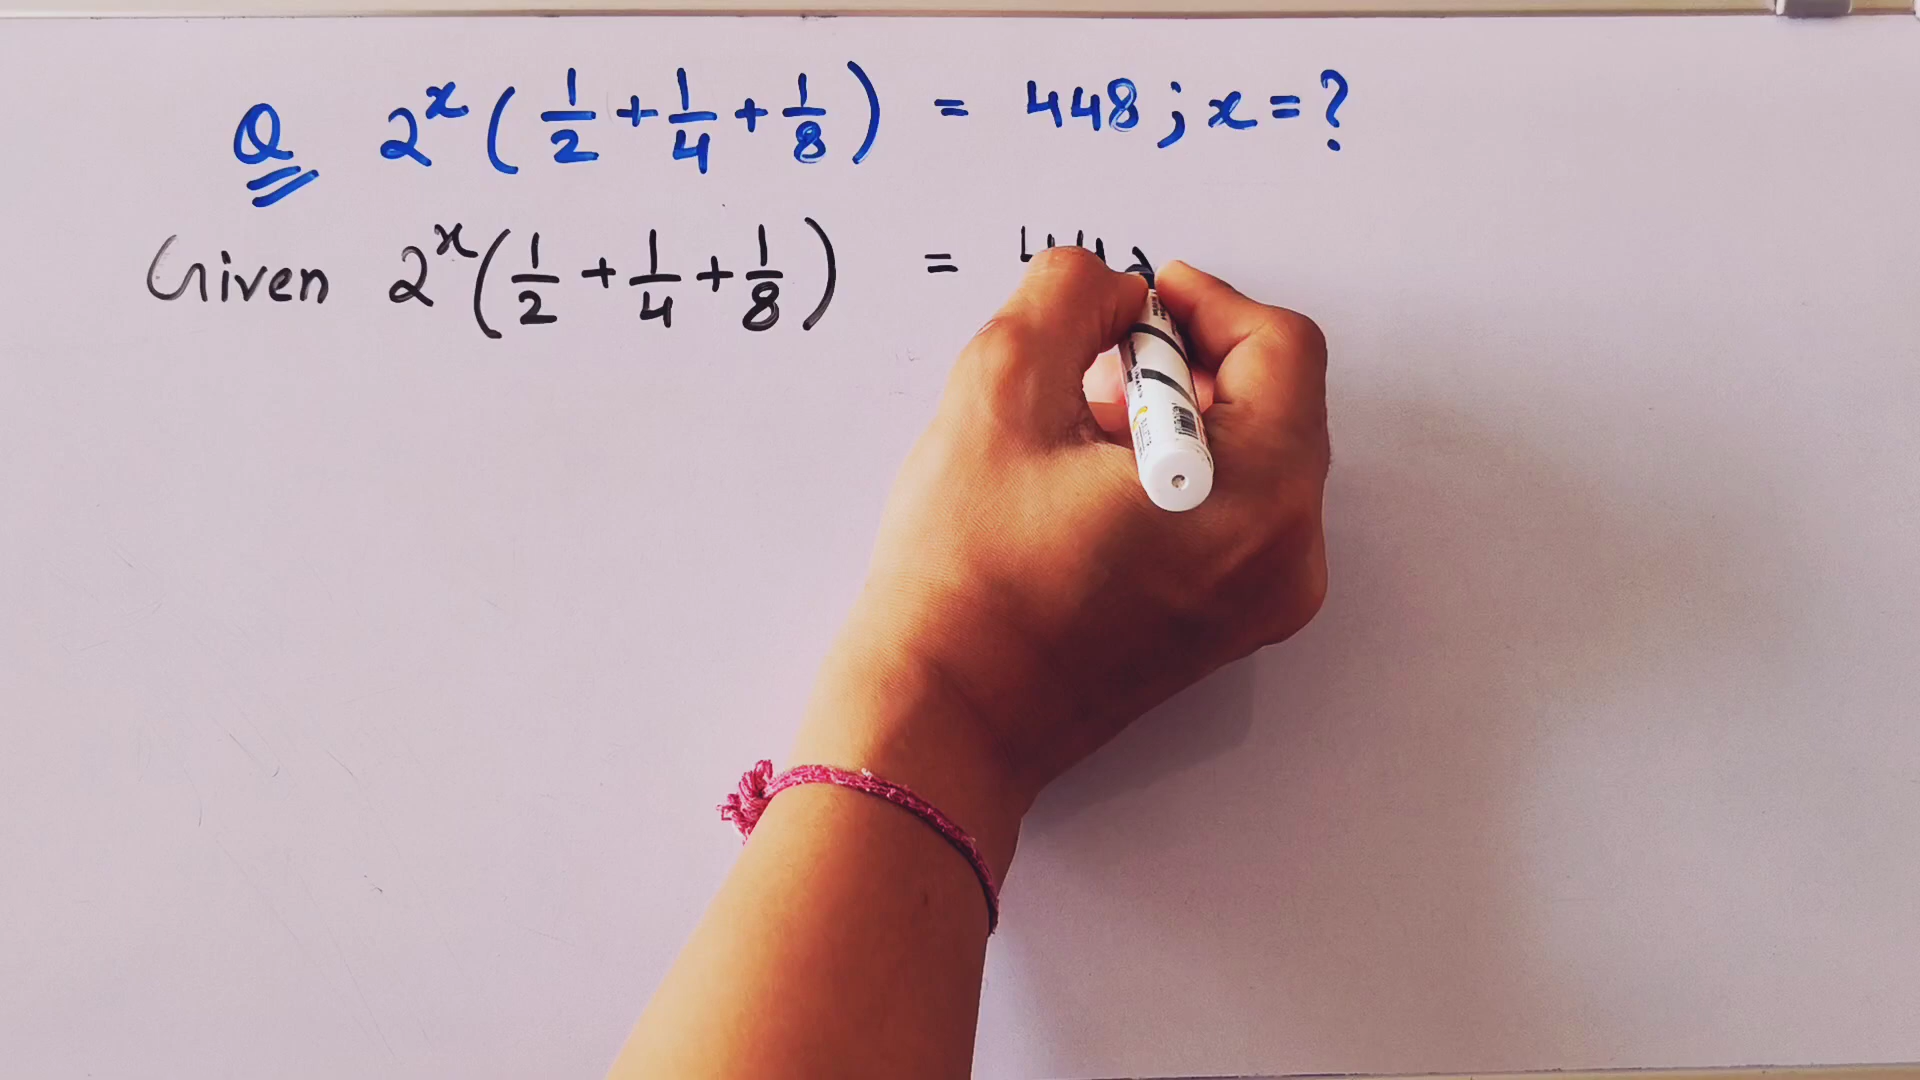 Q 2^x (1/2 + 1/4 + 1/8) = 448 ; x = ?
Given 2^x (1/2 + 1/4 + 1/8) =